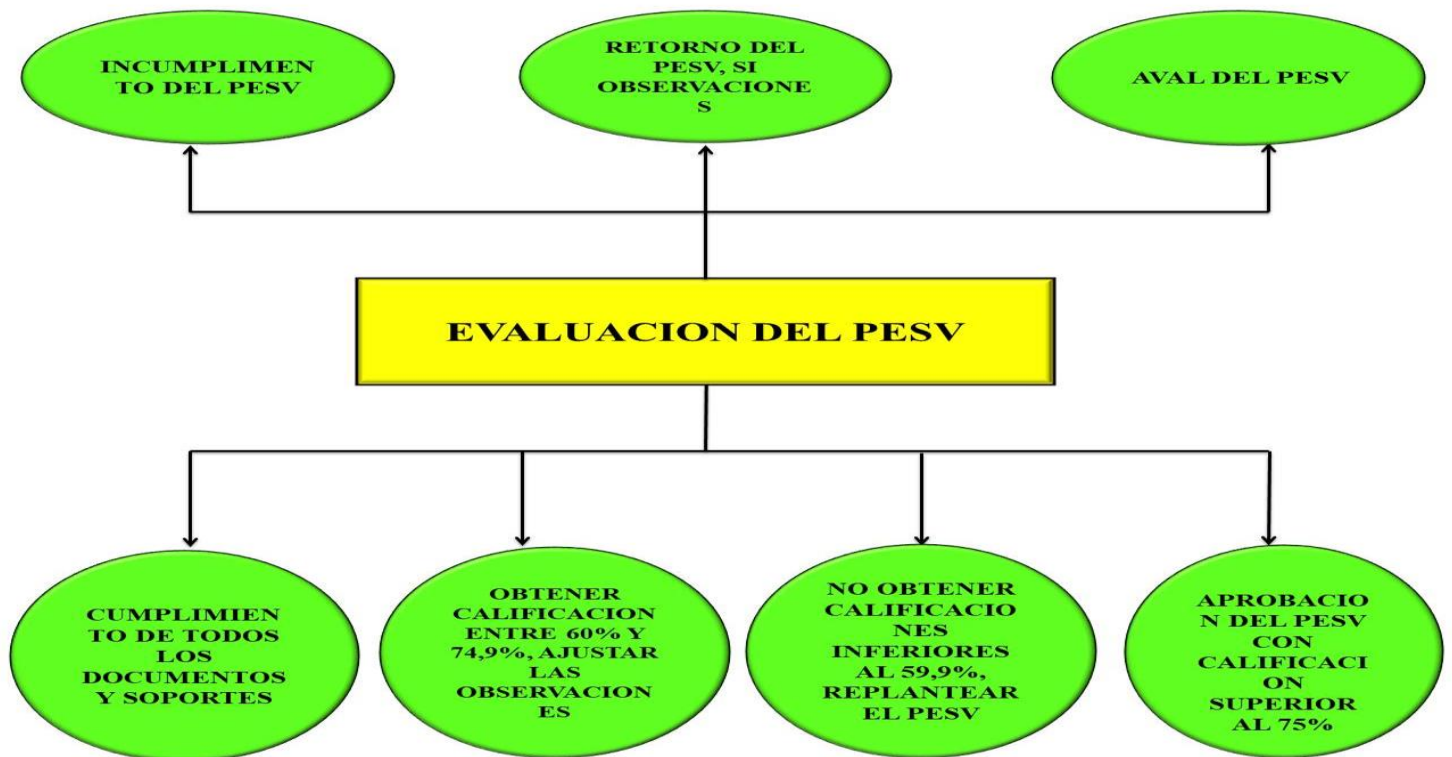 INCUMPLIMEN
TO DEL PESV
RETORNO DEL
PESV, SI
OBSERVACIONE
S
AVAL DEL PESV
EVALUACION DEL PESV
CUMPLIMIEN
TO DE TODOS
LOS
DOCUMENTOS
Y SOPORTES
OBTENER
CALIFICACION
ENTRE 60% Y
74,9%, AJUSTAR
LAS
OBSERVACION
ES
NO OBTENER
CALIFICACIO
NES
INFERIORES
AL 59,9%,
REPLANTEAR
EL PESV
APROBACIO
N DEL PESV
CON
CALIFICACI
ON
SUPERIOR
AL 75%